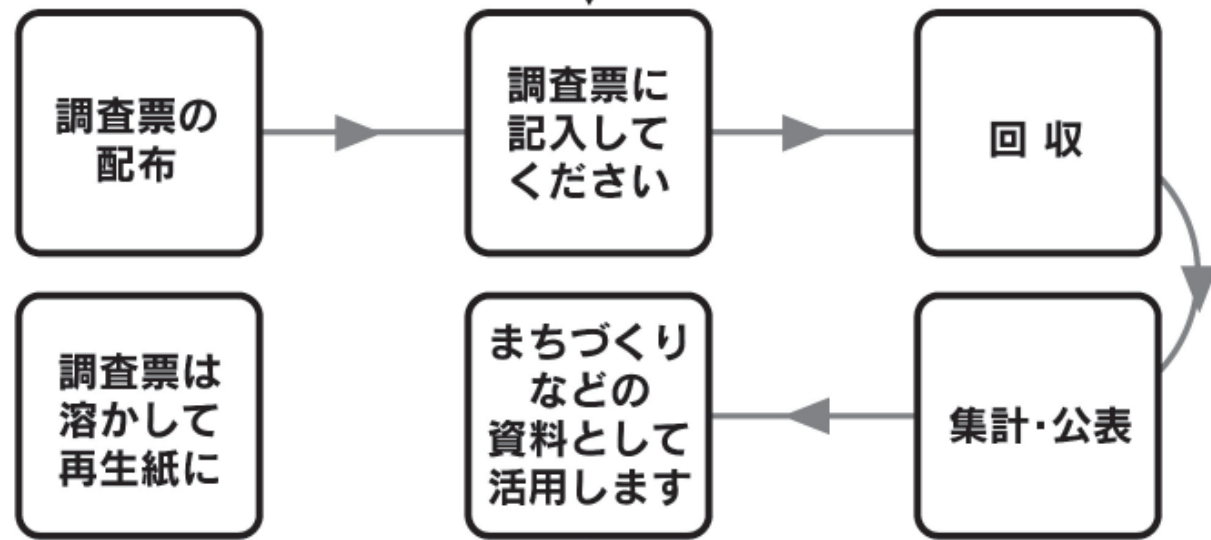 調査票の
配布
調査票に
記入して
ください
回 収
集計・公表
まちづくり
などの
資料として
活用します
調査票は
溶かして
再生紙に